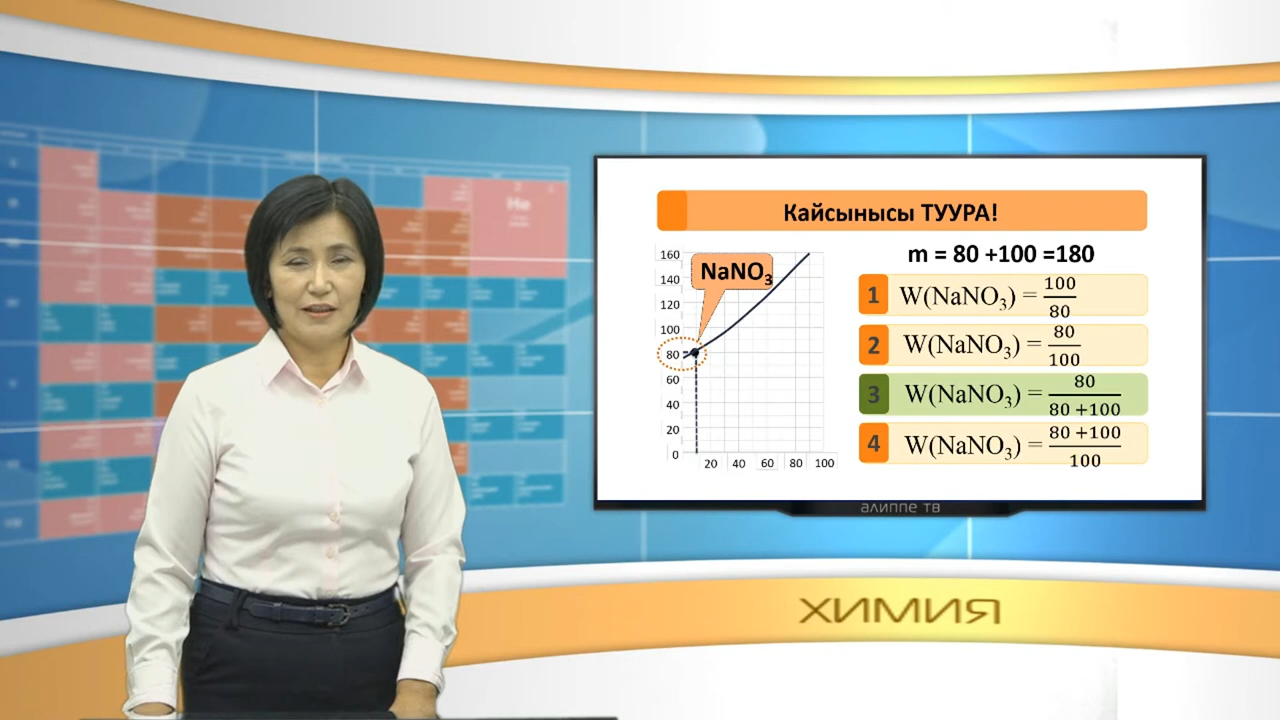 He
Кайсынысы ТУУРА!
m = 80 +100 =180
160
140
120
100
80
60
40
20
0
20 40 60 80 100
NaNO₃
1 W(NaNO₃) = 100/80
2 W(NaNO₃) = 80/100
3 W(NaNO₃) = 80/80 +100
4 W(NaNO₃) = 80 +100/100
алиппе тв
ХИМИЯ